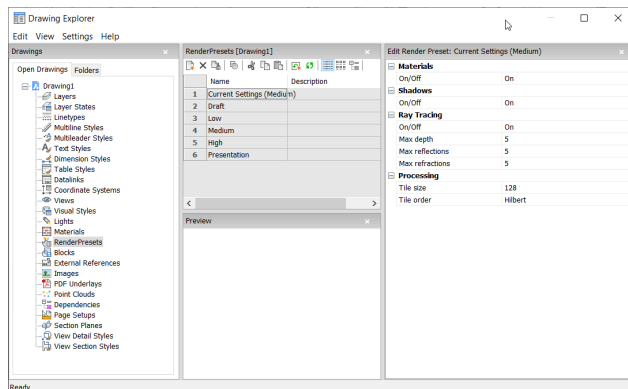 Drawing Explorer
Edit View Settings Help
Drawings
Open Drawings Folders
Drawing1
Layers
Layer States
Linetypes
Multiline Styles
Multileader Styles
Text Styles
Dimension Styles
Table Styles
Datalinks
Coordinate Systems
Views
Visual Styles
Lights
Materials
RenderPresets
Blocks
External References
Images
PDF Underlays
Point Clouds
Dependencies
Page Setups
Section Planes
View Detail Styles
View Section Styles
RenderPresets [Drawing1]
Name Description
1 Current Settings (Medium)
2 Draft
3 Low
4 Medium
5 High
6 Presentation
Preview
Edit Render Preset: Current Settings (Medium)
Materials
On/Off On
Shadows
On/Off On
Ray Tracing
On/Off On
Max depth 5
Max reflections 5
Max refractions 5
Processing
Tile size 128
Tile order Hilbert
Ready